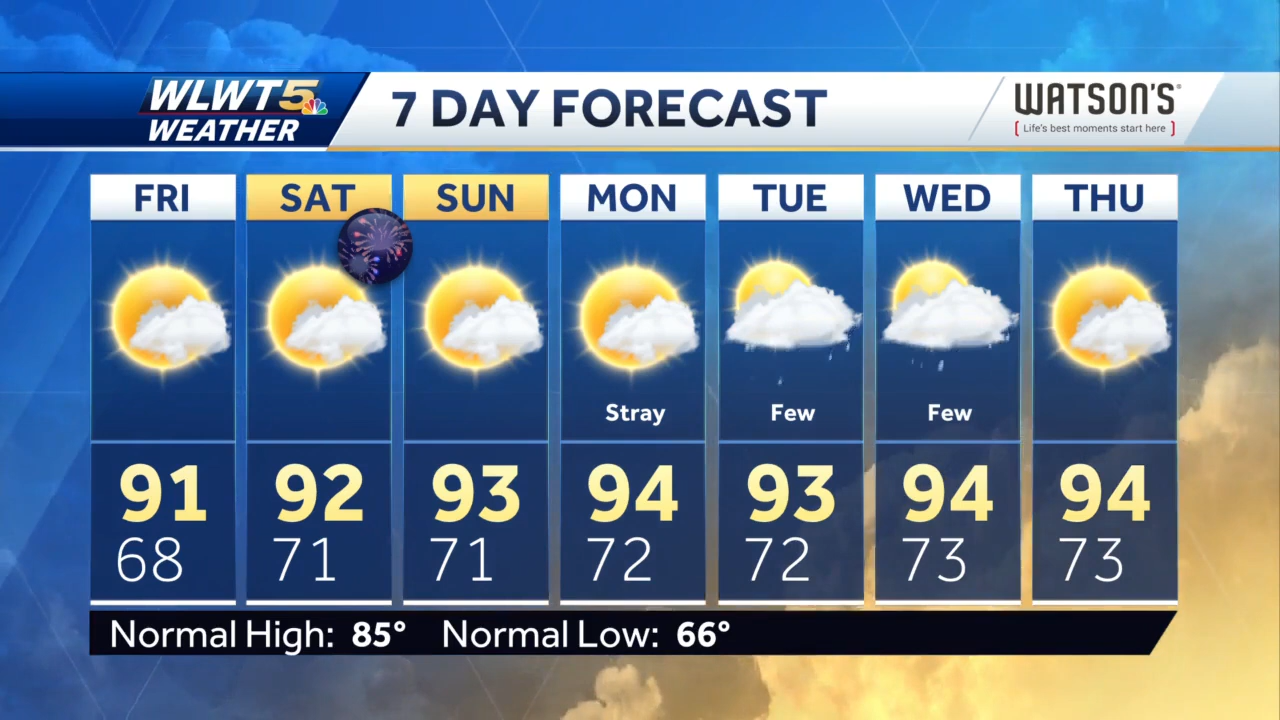 WLWT5
WEATHER
7 DAY FORECAST
WATSON'S®
[ Life's best moments start here ]
FRI SAT SUN MON TUE WED THU
Stray Few Few
91 92 93 94 93 94 94
68 71 71 72 72 73 73
Normal High: 85° Normal Low: 66°